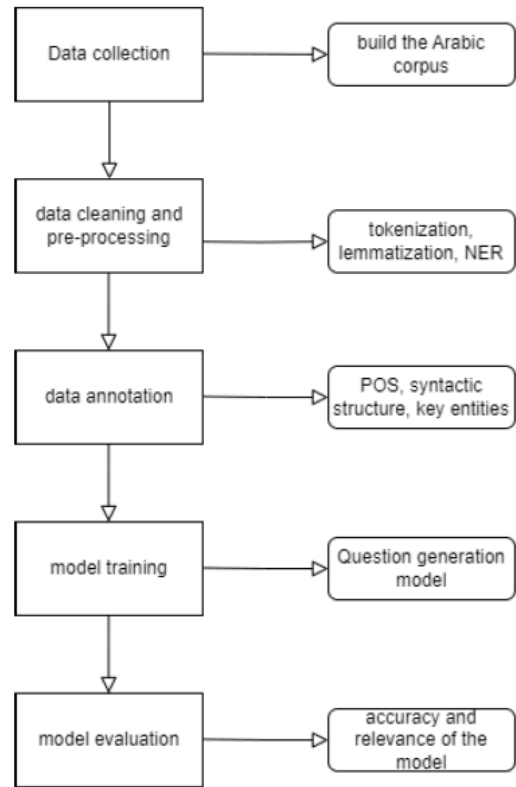 Data collection
build the Arabic
corpus
data cleaning and
pre-processing
tokenization,
lemmatization, NER
data annotation
POS, syntactic
structure, key entities
model training
Question generation
model
model evaluation
accuracy and
relevance of the
model